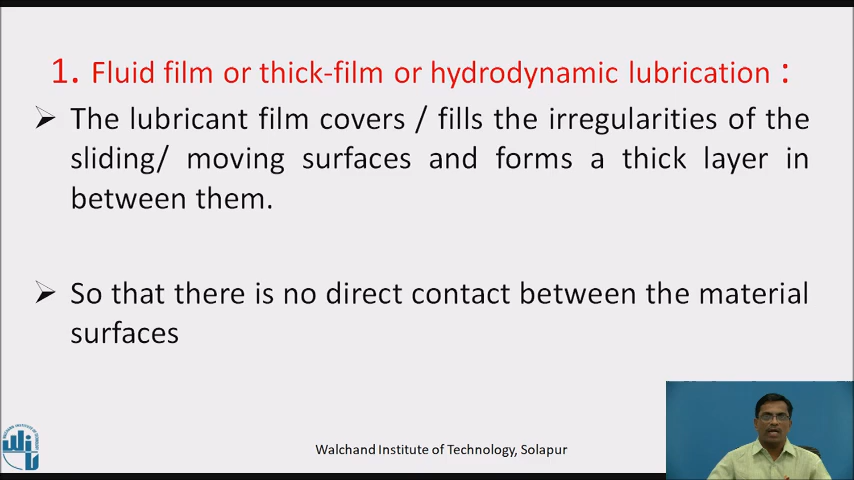 1. Fluid film or thick-film or hydrodynamic lubrication :
➢ The lubricant film covers / fills the irregularities of the
sliding/ moving surfaces and forms a thick layer in
between them.
➢ So that there is no direct contact between the material
surfaces
Walchand Institute of Technology, Solapur